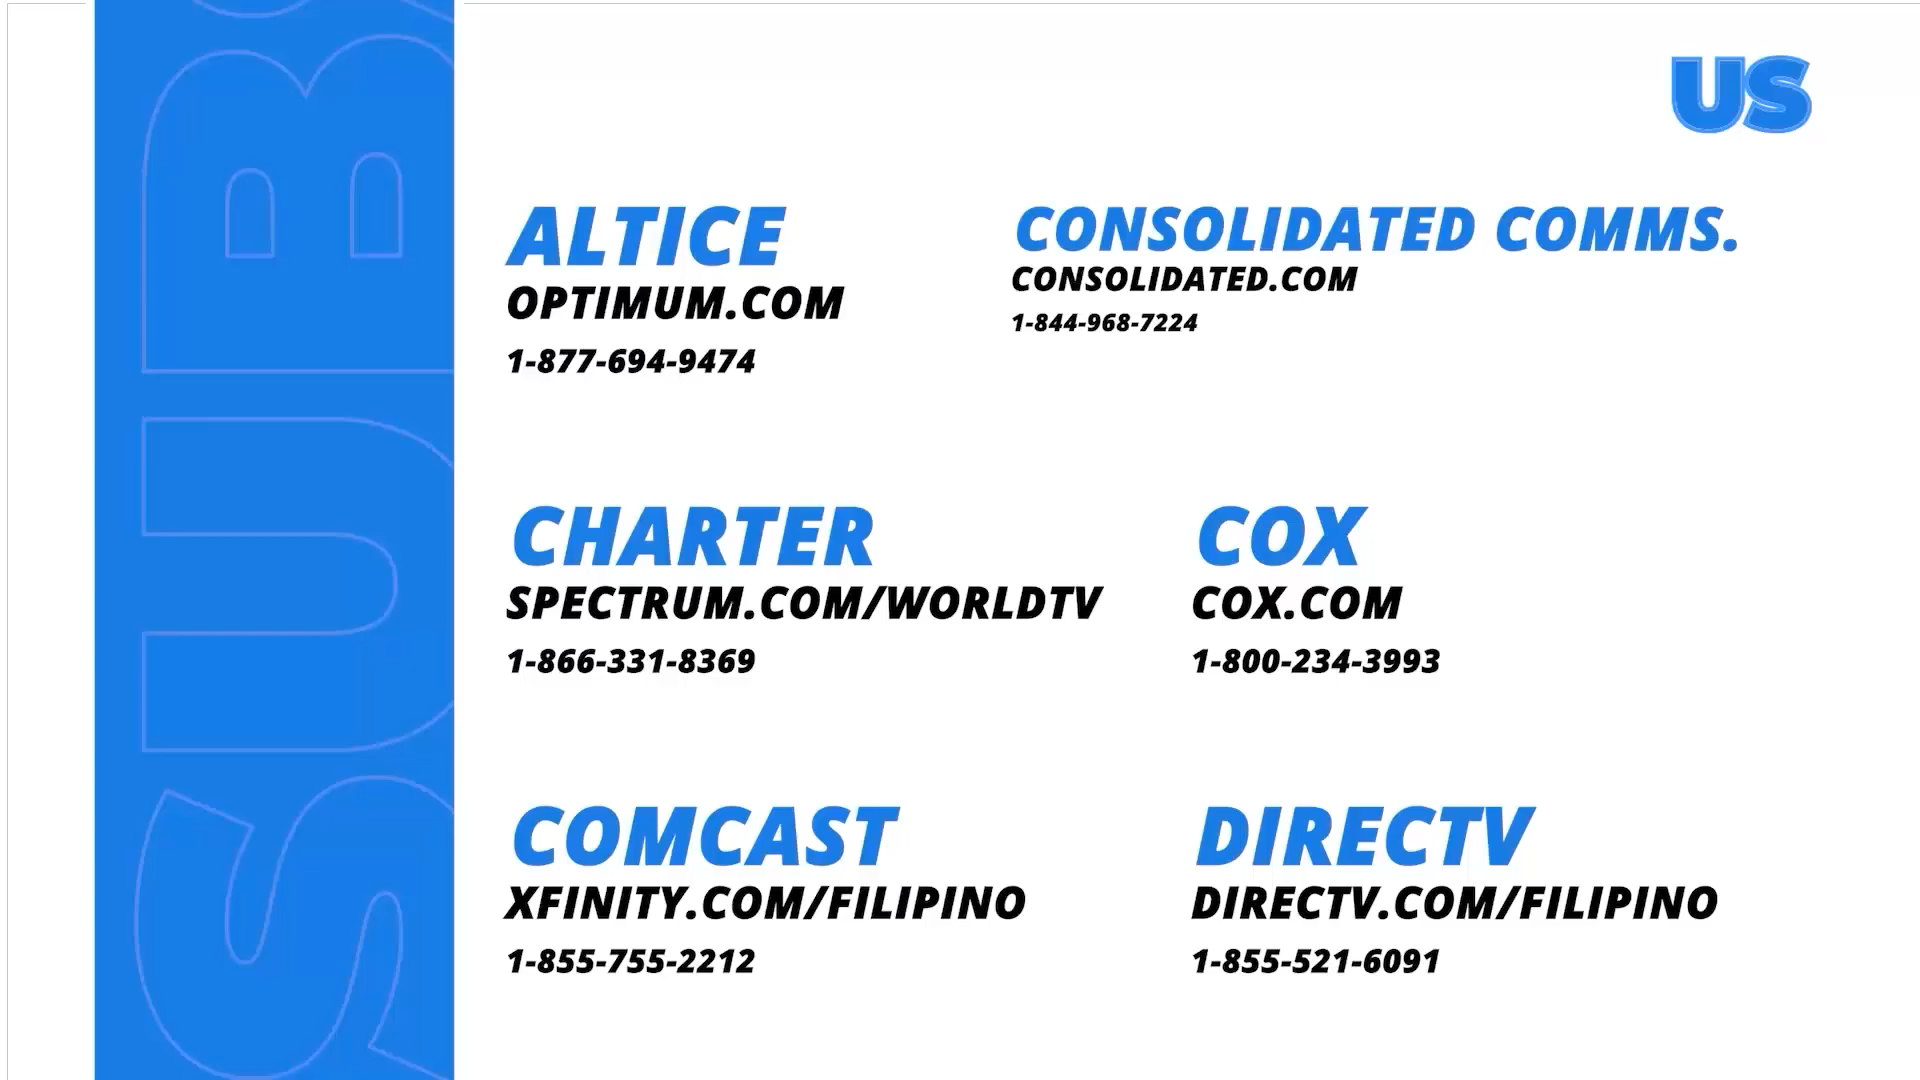 US
ALTICE
OPTIMUM.COM
1-877-694-9474
CONSOLIDATED COMMS.
CONSOLIDATED.COM
1-844-968-7224
CHARTER
SPECTRUM.COM/WORLDTV
1-866-331-8369
COX
COX.COM
1-800-234-3993
COMCAST
XFINITY.COM/FILIPINO
1-855-755-2212
DIRECTV
DIRECTV.COM/FILIPINO
1-855-521-6091
SUB